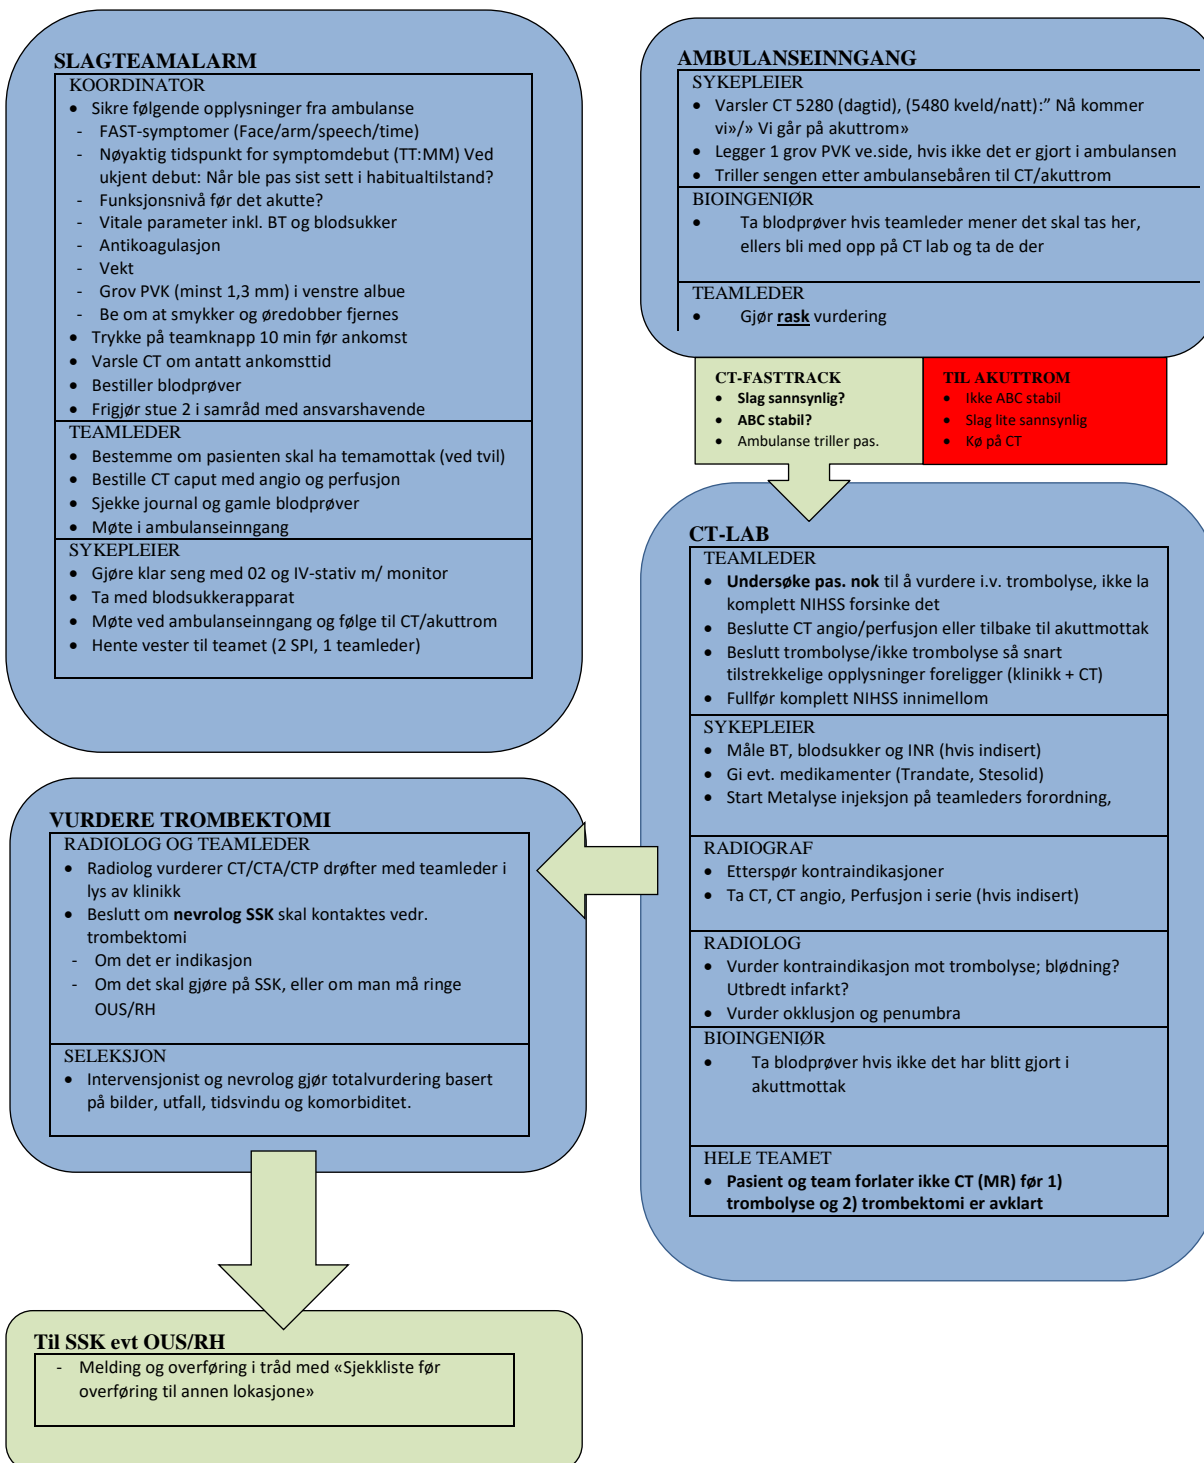 SLAGTEAMALARM
KOORDINATOR
• Sikre følgende opplysninger fra ambulanse
- FAST-symptomer (Face/arm/speech/time)
- Nøyaktig tidspunkt for symptomdebut (TT:MM) Ved
ukjent debut: Når ble pas sist sett i habitualtilstand?
- Funksjonsnivå før det akutte?
- Vitale parameter inkl. BT og blodsukker
- Antikoagulasjon
- Vekt
- Grov PVK (minst 1,3 mm) i venstre albue
- Be om at smykker og øredobber fjernes
• Trykke på teamknapp 10 min før ankomst
• Varsle CT om antatt ankomsttid
• Bestiller blodprøver
• Frigjør stue 2 i samråd med ansvarshavende
TEAMLEDER
• Bestemme om pasienten skal ha temamottak (ved tvil)
• Bestille CT caput med angio og perfusjon
• Sjekke journal og gamle blodprøver
• Møte i ambulanseinngang
SYKEPLEIER
• Gjøre klar seng med 02 og IV-stativ m/ monitor
• Ta med blodsukkerapparat
• Møte ved ambulanseinngang og følge til CT/akuttrom
• Hente vester til teamet (2 SPI, 1 teamleder)
AMBULANSEINNGANG
SYKEPLEIER
• Varsler CT 5280 (dagtid), (5480 kveld/natt):” Nå kommer
vi»/» Vi går på akuttrom»
• Legger 1 grov PVK ve.side, hvis ikke det er gjort i ambulansen
• Triller sengen etter ambulansebåren til CT/akuttrom
BIOINGENIØR
• Ta blodprøver hvis teamleder mener det skal tas her,
ellers bli med opp på CT lab og ta de der
TEAMLEDER
• Gjør rask vurdering
CT-FASTTRACK
• Slag sannsynlig?
• ABC stabil?
• Ambulanse triller pas.
TIL AKUTTROM
• Ikke ABC stabil
• Slag lite sannsynlig
• Kø på CT
CT-LAB
TEAMLEDER
• Undersøke pas. nok til å vurdere i.v. trombolyse, ikke la
komplett NIHSS forsinke det
• Beslutte CT angio/perfusjon eller tilbake til akuttmottak
• Beslutt trombolyse/ikke trombolyse så snart
tilstrekkelige opplysninger foreligger (klinikk + CT)
• Fullfør komplett NIHSS innimellom
SYKEPLEIER
• Måle BT, blodsukker og INR (hvis indisert)
• Gi evt. medikamenter (Trandate, Stesolid)
• Start Metalyse injeksjon på teamleders forordning,
RADIOGRAF
• Etterspør kontraindikasjoner
• Ta CT, CT angio, Perfusjon i serie (hvis indisert)
RADIOLOG
• Vurder kontraindikasjon mot trombolyse; blødning?
Utbredt infarkt?
• Vurder okklusjon og penumbra
BIOINGENIØR
• Ta blodprøver hvis ikke det har blitt gjort i
akuttmottak
HELE TEAMET
• Pasient og team forlater ikke CT (MR) før 1)
trombolyse og 2) trombektomi er avklart
VURDERE TROMBEKTOMI
RADIOLOG OG TEAMLEDER
• Radiolog vurderer CT/CTA/CTP drøfter med teamleder i
lys av klinikk
• Beslutt om nevrolog SSK skal kontaktes vedr.
trombektomi
- Om det er indikasjon
- Om det skal gjøre på SSK, eller om man må ringe
OUS/RH
SELEKSJON
• Intervensjonist og nevrolog gjør totalvurdering basert
på bilder, utfall, tidsvindu og komorbiditet.
Til SSK evt OUS/RH
- Melding og overføring i tråd med «Sjekkliste før
overføring til annen lokasjone»